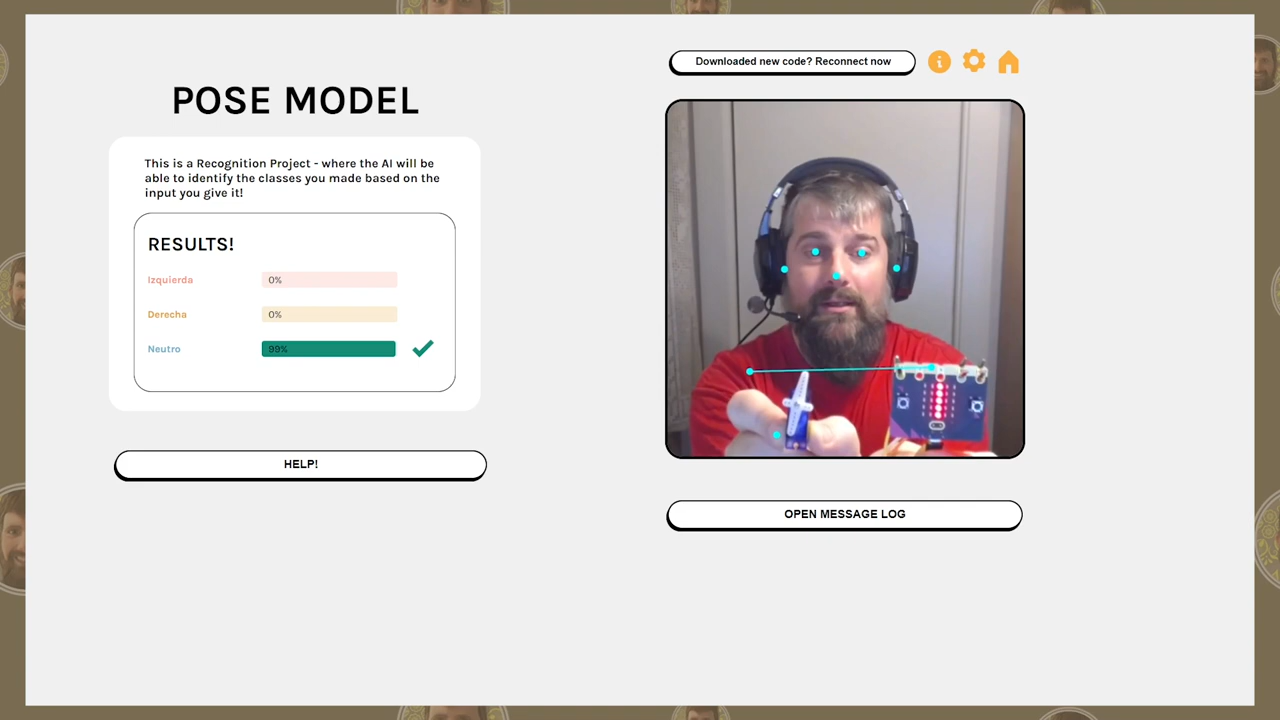 Downloaded new code? Reconnect now
POSE MODEL
This is a Recognition Project - where the AI will be
able to identify the classes you made based on the
input you give it!
RESULTS!
Izquierda 0%
Derecha 0%
Neutro 99%
HELP!
OPEN MESSAGE LOG